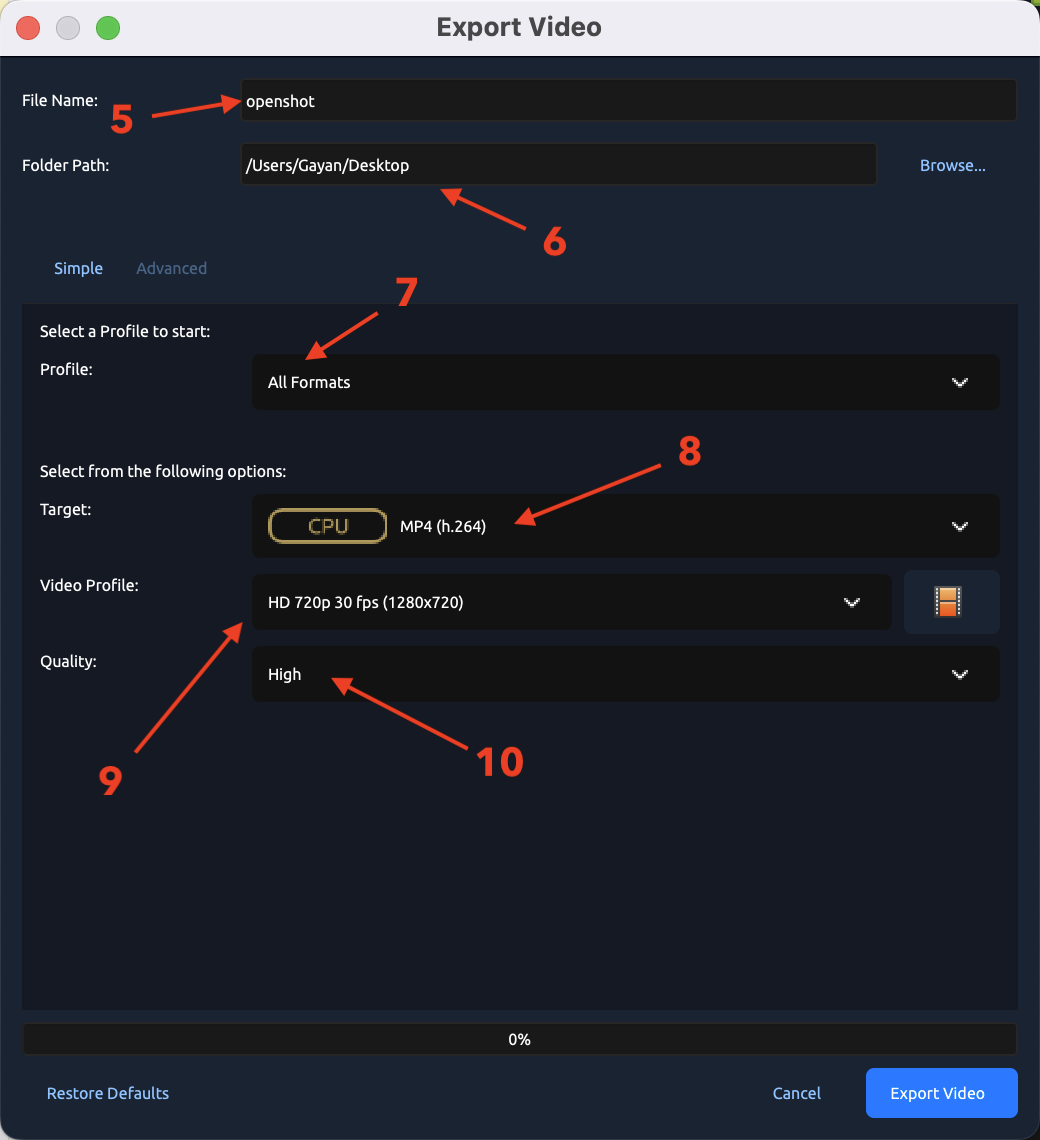 Export Video
File Name:
5
openshot
Folder Path:
/Users/Gayan/Desktop
Browse...
6
Simple
Advanced
7
Select a Profile to start:
Profile:
All Formats
8
Select from the following options:
Target:
CPU
MP4 (h.264)
Video Profile:
HD 720p 30 fps (1280x720)
Quality:
High
9
10
0%
Restore Defaults
Cancel
Export Video